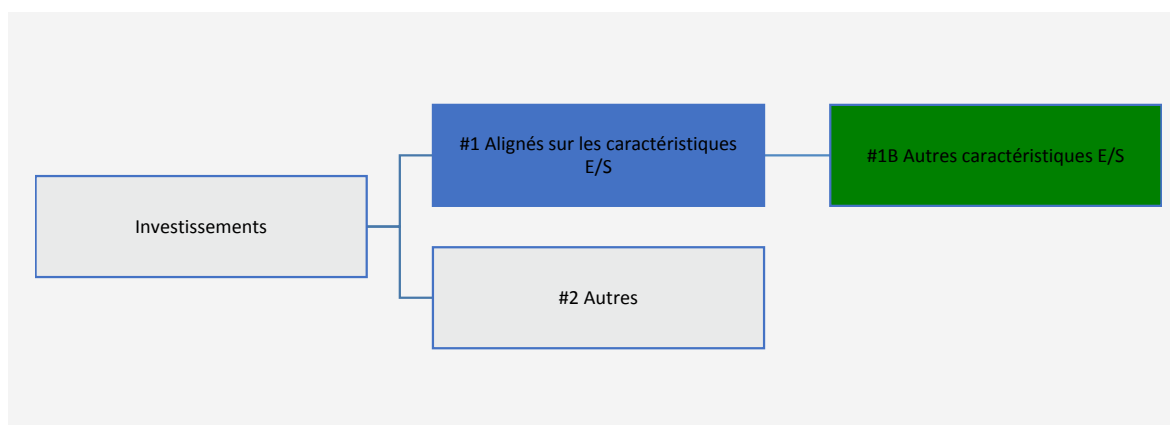 #1 Alignés sur les caractéristiques
E/S
#1B Autres caractéristiques E/S
Investissements
#2 Autres